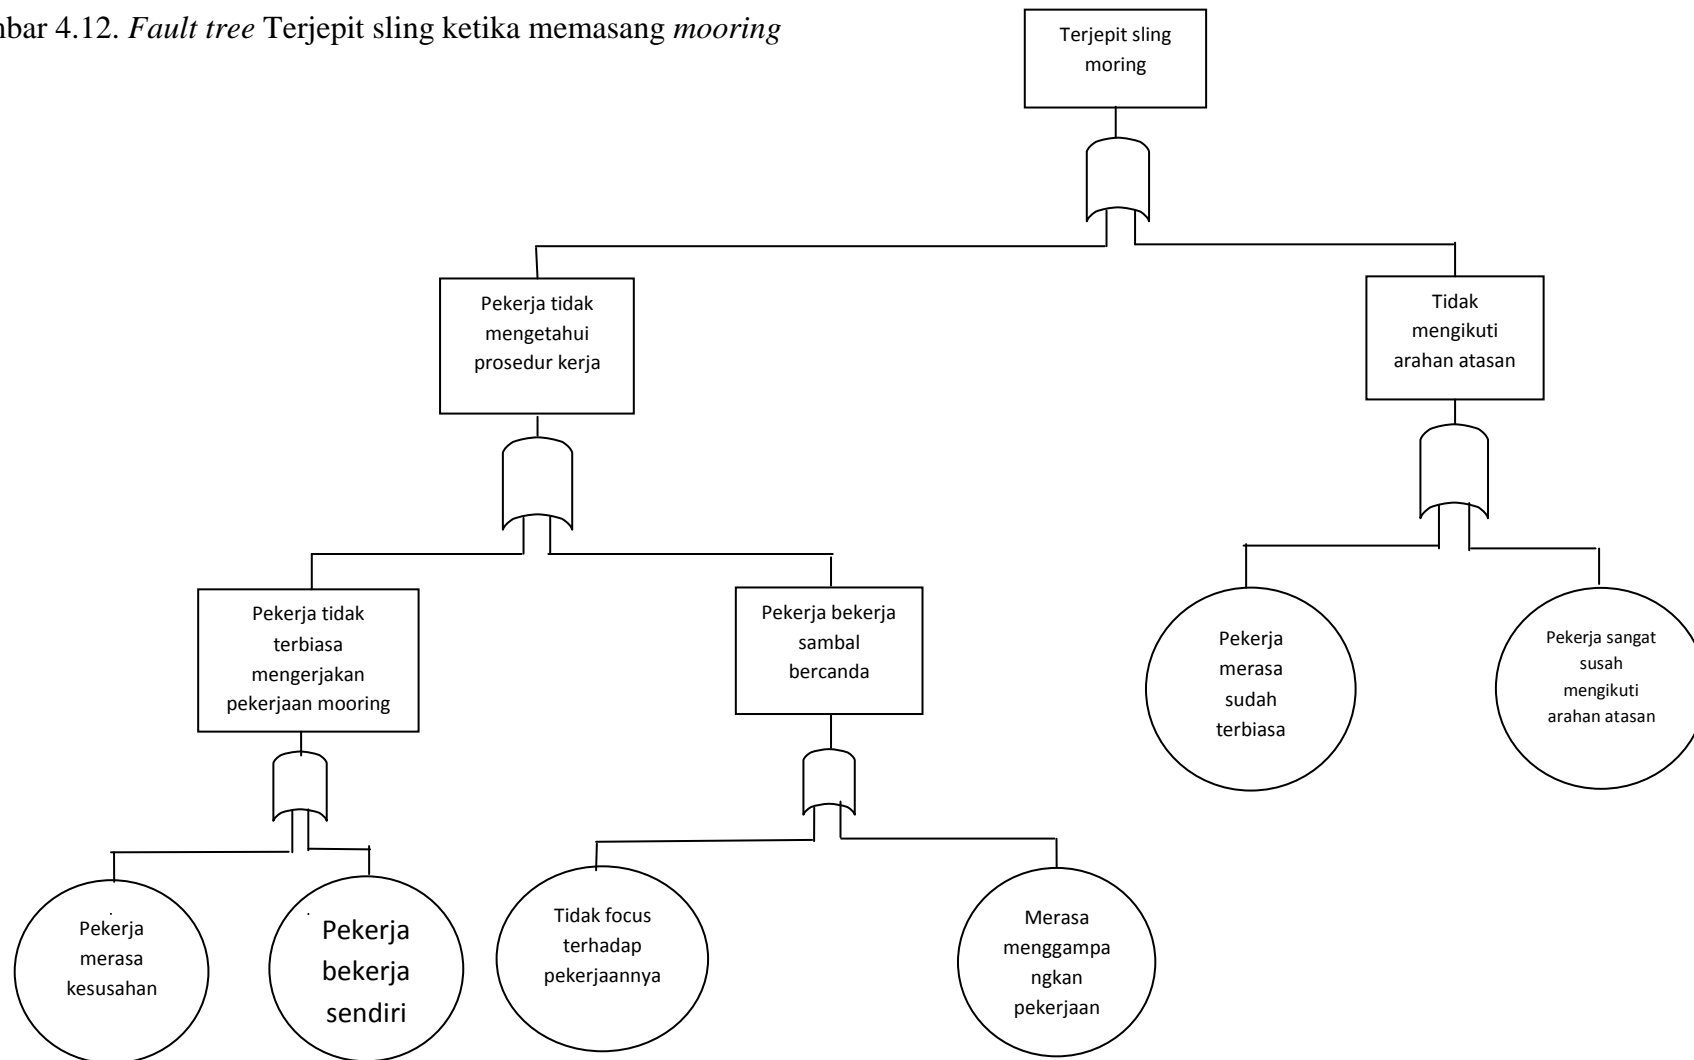 bar 4.12. Fault tree Terjepit sling ketika memasang mooring
Terjepit sling
moring
Pekerja tidak
mengetahui
prosedur kerja
Tidak
mengikuti
arahan atasan
Pekerja tidak
terbiasa
mengerjakan
pekerjaan mooring
Pekerja bekerja
sambal
bercanda
Pekerja
merasa
sudah
terbiasa
Pekerja sangat
susah
mengikuti
arahan atasan
Pekerja
merasa
kesusahan
Pekerja
bekerja
sendiri
Tidak focus
terhadap
pekerjaannya
Merasa
menggampa
ngkan
pekerjaan